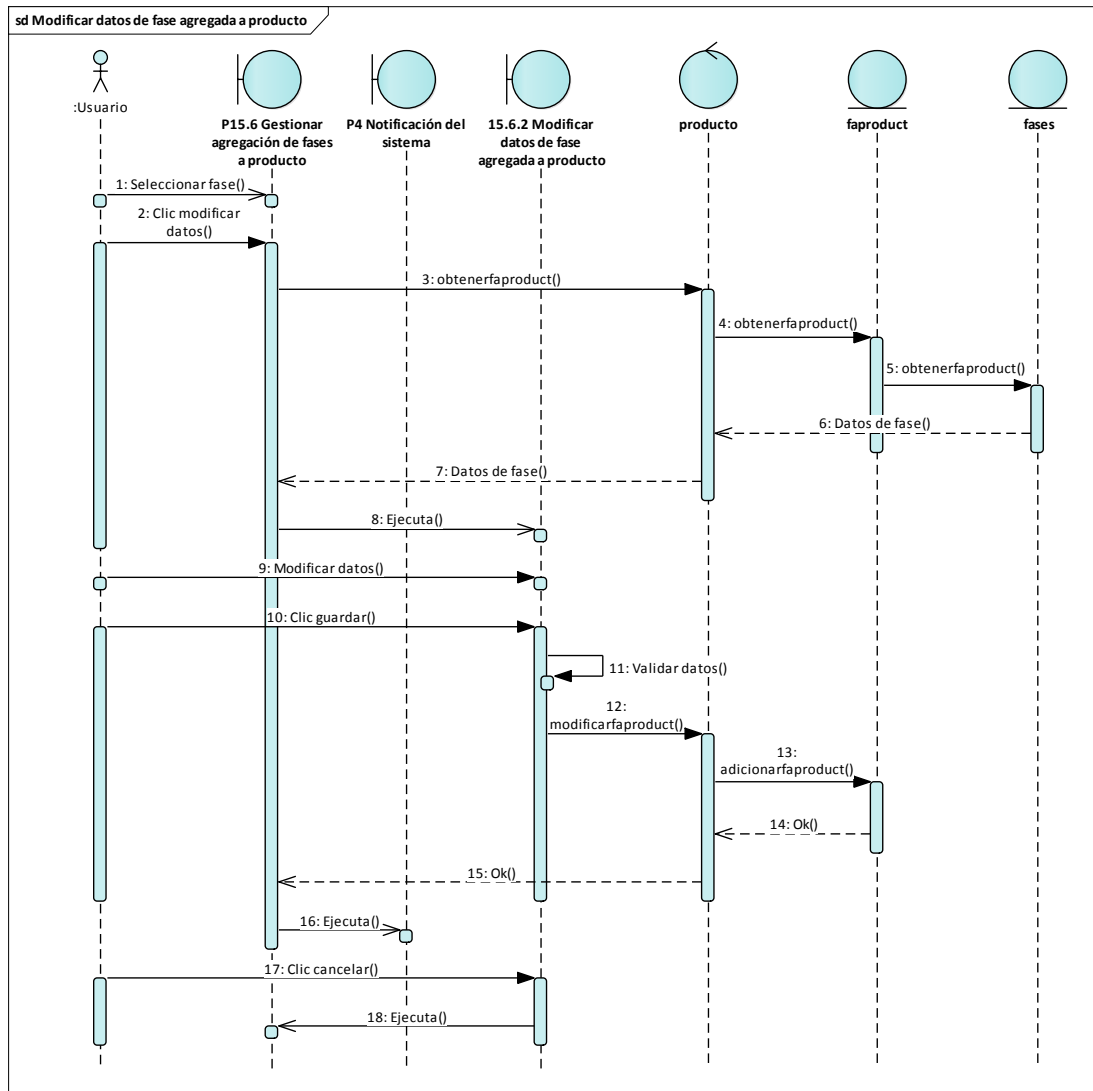 sd Modificar datos de fase agregada a producto
:Usuario
P15.6 Gestionar
agregación de fases
a producto
P4 Notificación del
sistema
15.6.2 Modificar
datos de fase
agregada a producto
producto
faproduct
fases
1: Seleccionar fase()
2: Clic modificar
datos()
3: obtenerfaproduct()
4: obtenerfaproduct()
5: obtenerfaproduct()
6: Datos de fase()
7: Datos de fase()
8: Ejecuta()
9: Modificar datos()
10: Clic guardar()
11: Validar datos()
12:
modificarfaproduct()
13:
adicionarfaproduct()
14: Ok()
15: Ok()
16: Ejecuta()
17: Clic cancelar()
18: Ejecuta()